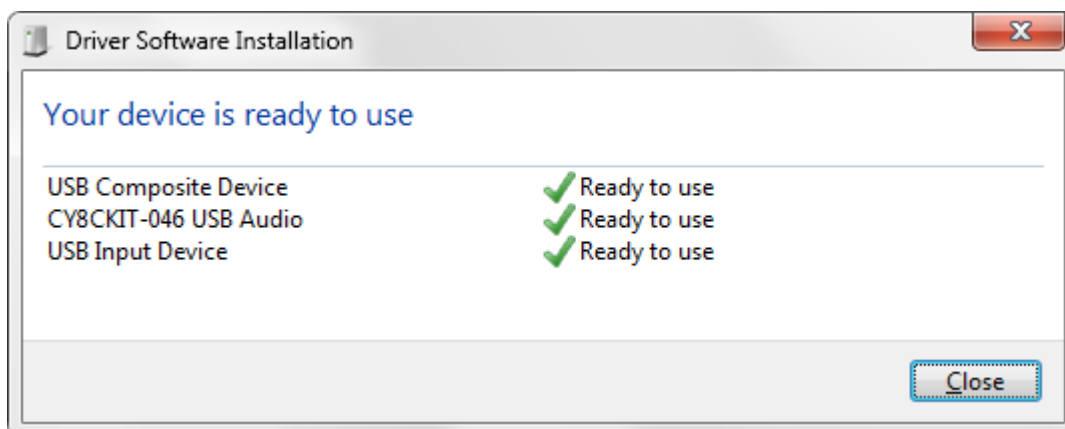 Driver Software Installation
Your device is ready to use
USB Composite Device Ready to use
CY8CKIT-046 USB Audio Ready to use
USB Input Device Ready to use
Close